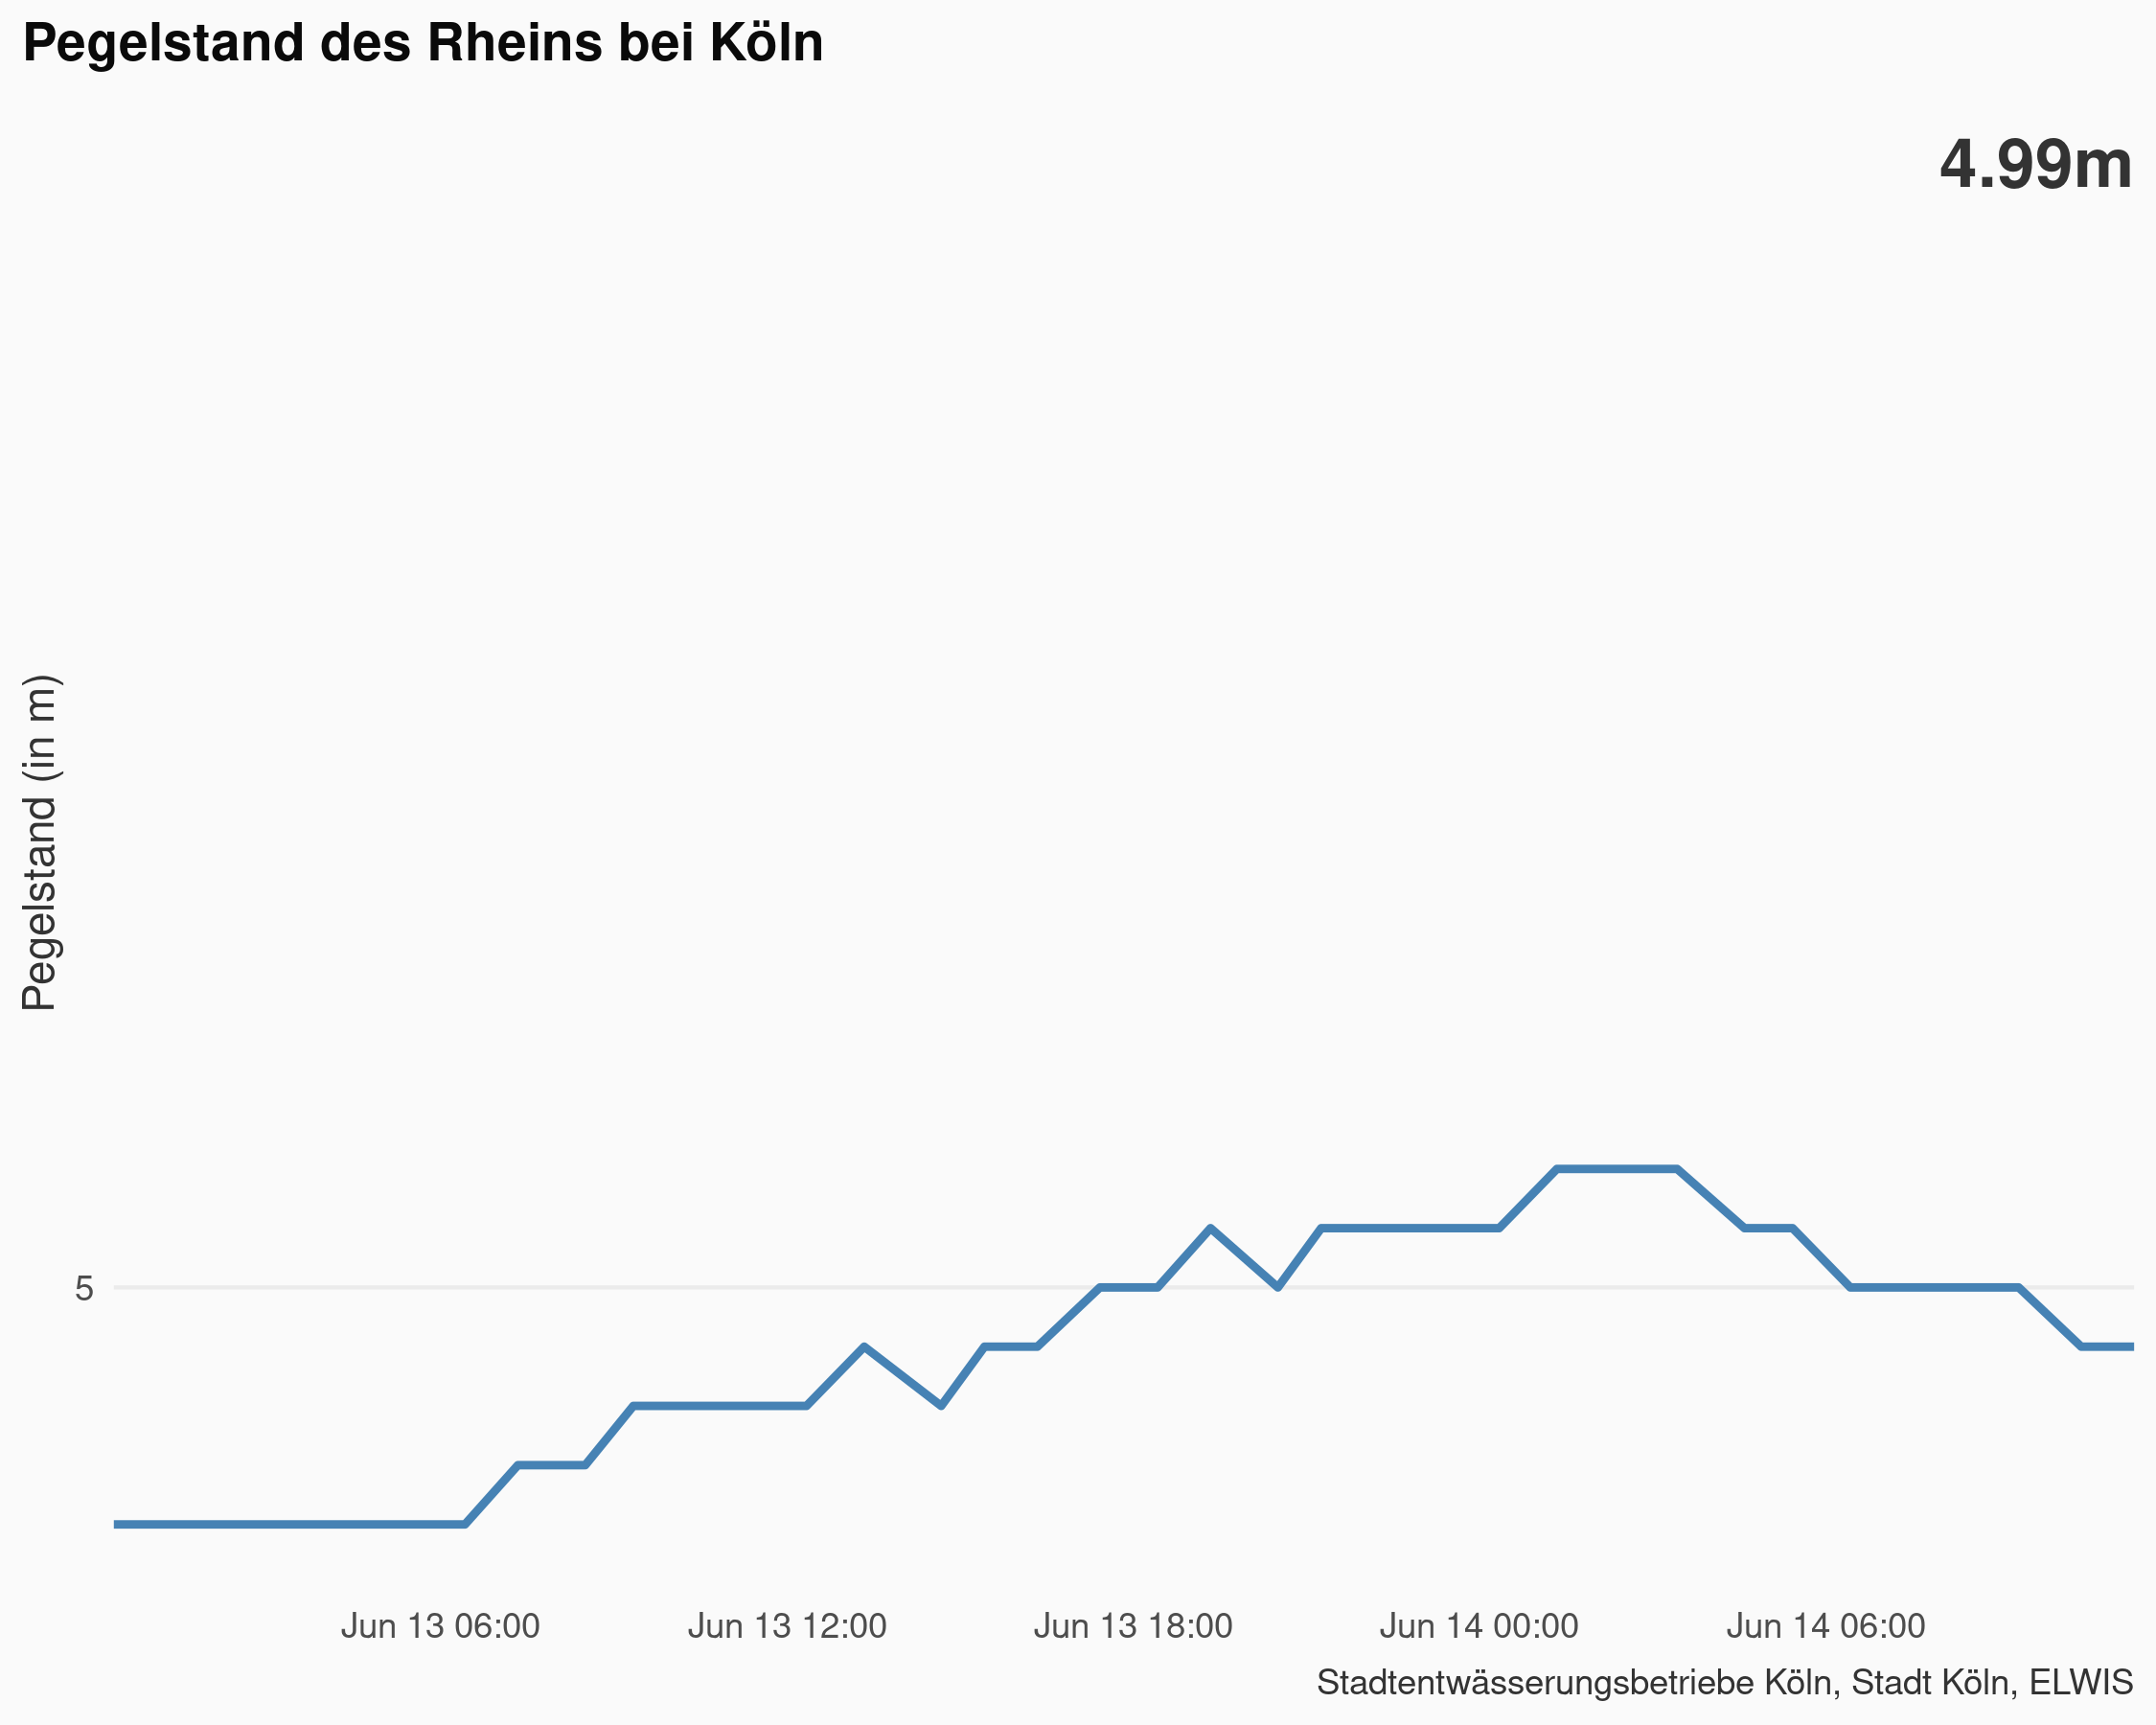 Pegelstand des Rheins bei Köln
4.99m
Pegelstand (in m)
5
Jun 13 06:00 Jun 13 12:00 Jun 13 18:00 Jun 14 00:00 Jun 14 06:00
Stadtentwässerungsbetriebe Köln, Stadt Köln, ELWIS